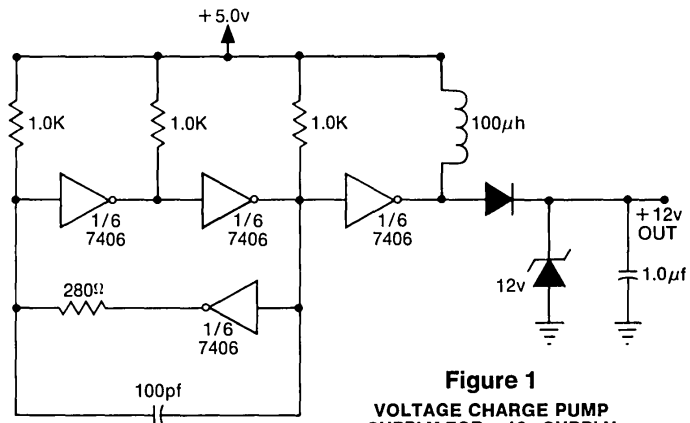 +5.0v
1.0K
1.0K
1.0K
100μh
1/6
7406
1/6
7406
1/6
7406
+12v
OUT
280Ω
12v
1.0μf
1/6
7406
100pf
Figure 1
VOLTAGE CHARGE PUMP